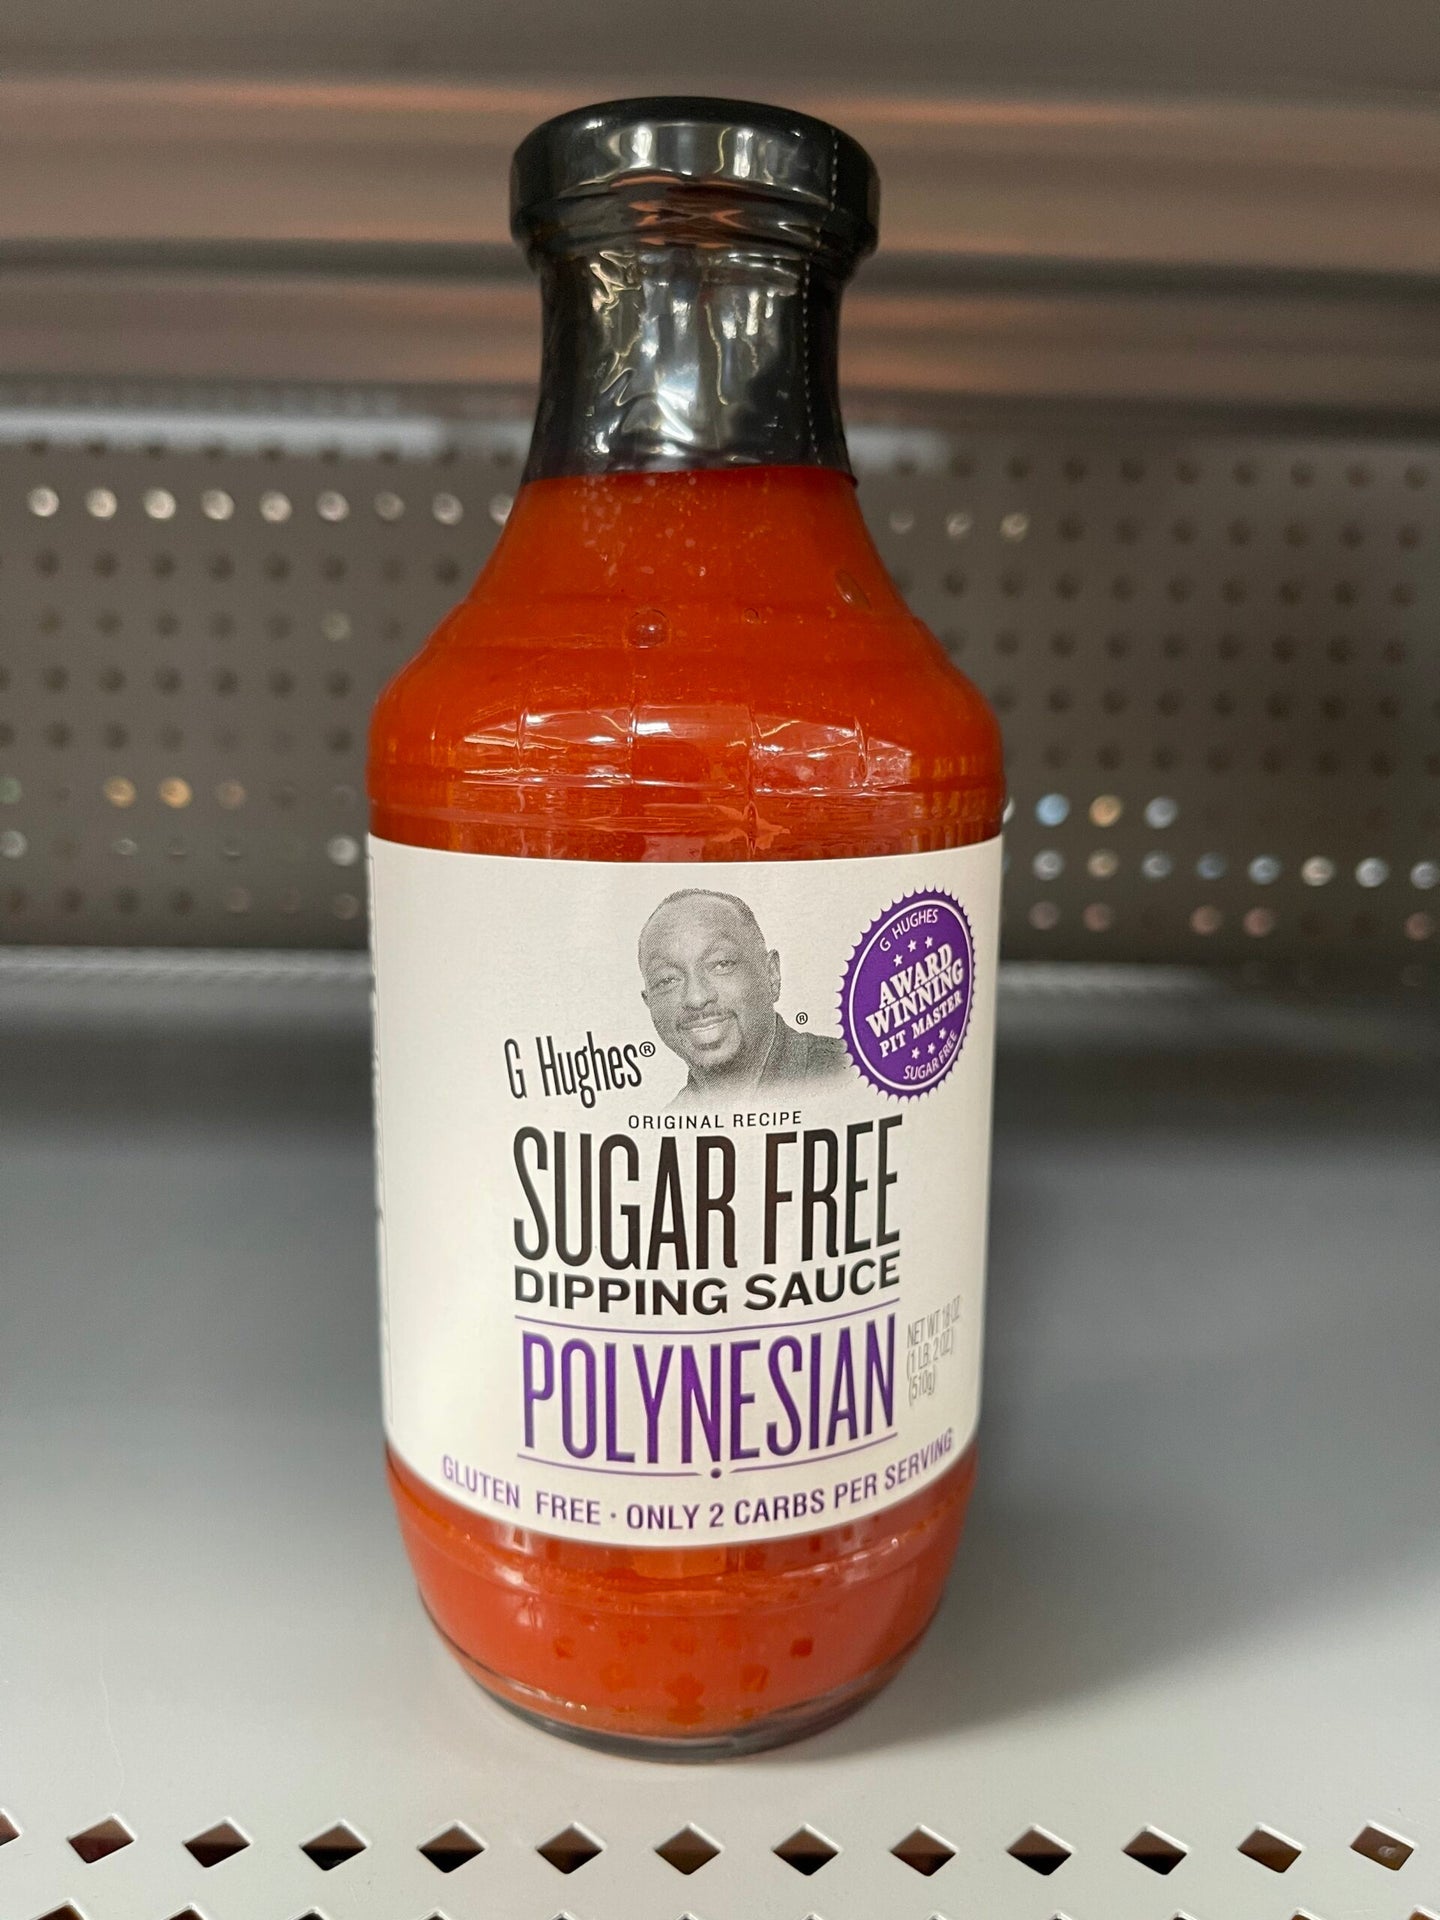 G HUGHES
AWARD
WINNING
PIT MASTER
SUGAR FREE
®
G Hughes®
ORIGINAL RECIPE
SUGAR FREE
DIPPING SAUCE
POLYNESIAN
NET WT 18 OZ
(1 LB, 2 OZ)
(510g)
GLUTEN FREE · ONLY 2 CARBS PER SERVING